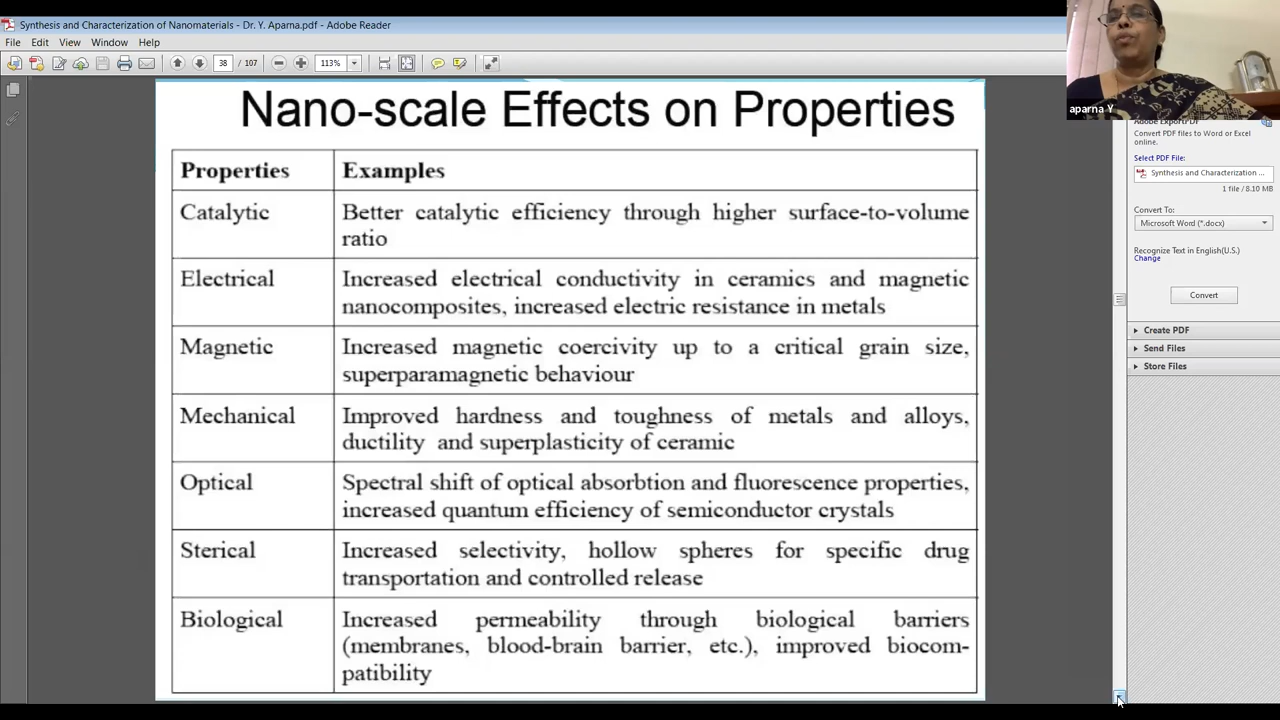 Synthesis and Characterization of Nanomaterials - Dr. Y. Aparna.pdf - Adobe Reader
File Edit View Window Help
38 / 107 113%
aparna Y
Nano-scale Effects on Properties
Properties Examples
Catalytic Better catalytic efficiency through higher surface-to-volume
ratio
Electrical Increased electrical conductivity in ceramics and magnetic
nanocomposites, increased electric resistance in metals
Magnetic Increased magnetic coercivity up to a critical grain size,
superparamagnetic behaviour
Mechanical Improved hardness and toughness of metals and alloys,
ductility and superplasticity of ceramic
Optical Spectral shift of optical absorbtion and fluorescence properties,
increased quantum efficiency of semiconductor crystals
Sterical Increased selectivity, hollow spheres for specific drug
transportation and controlled release
Biological Increased permeability through biological barriers
(membranes, blood-brain barrier, etc.), improved biocom-
patibility
Adobe ExportPDF
Convert PDF files to Word or Excel
online.
Select PDF File:
Synthesis and Characterization ...
1 file / 8.10 MB
Convert To:
Microsoft Word (*.docx)
Recognize Text in English(U.S.)
Change
Convert
Create PDF
Send Files
Store Files